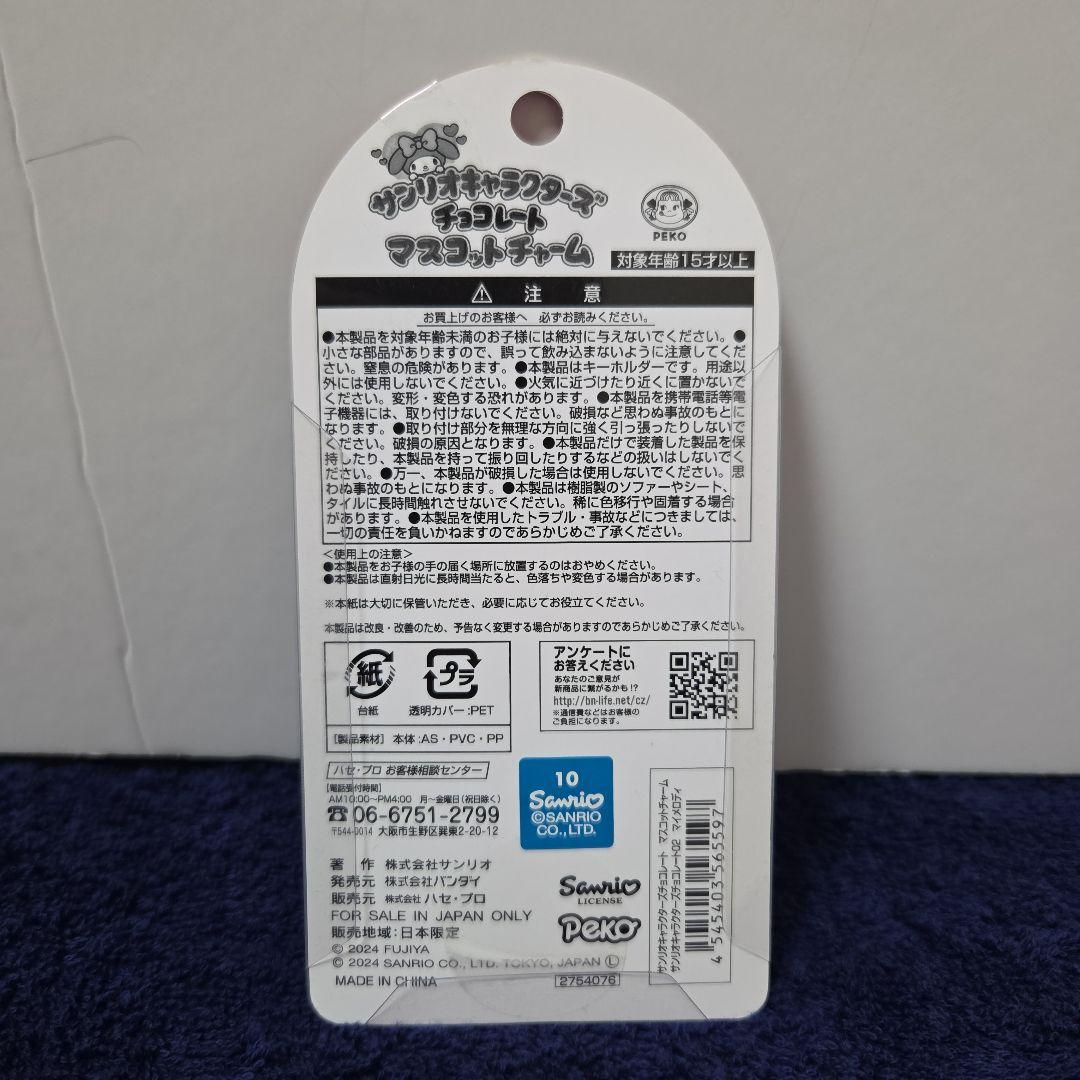 サンリオキャラクターズ
チョコレート
マスコットチャーム
PEKO
対象年齢15才以上
注 意
お買上げのお客様へ 必ずお読みください。
●本製品を対象年齢未満のお子様には絶対に与えないでください。●
小さな部品がありますので、誤って飲み込まないように注意してくだ
さい。窒息の危険があります。●本製品はキーホルダーです。用途以
外には使用しないでください。●火気に近づけたり近くに置かないで
ください。変形・変色する恐れがあります。●本製品を携帯電話等電
子機器には、取り付けないでください。破損など思わぬ事故のもとに
なります。●取り付け部分を無理な方向に強く引っ張ったりしないで
ください。破損の原因となります。●本製品だけで装着した製品を保
持したり、本製品を持って振り回したりするなどの扱いはしないでく
ださい。●万一、本製品が破損した場合は使用しないでください。思
わぬ事故のもとになります。●本製品は樹脂製のソファーやシート、
タイルに長時間触れさせないでください。稀に色移行や固着する場合
があります。●本製品を使用したトラブル・事故などにつきましては、
一切の責任を負いかねますのであらかじめご了承ください。
<使用上の注意>
●本製品をお子様の手の届く場所に放置するのはおやめください。
●本製品は直射日光に長時間当たると、色落ちや変色する場合があります。
※本紙は大切に保管いただき、必要に応じてお役立てください。
本製品は改良・改善のため、予告なく変更する場合がありますのであらかじめご了承ください。
紙
台紙
プラ
透明カバー:PET
[製品素材] 本体:AS・PVC・PP
アンケートに
お答えください
あなたのご意見が
新商品に繋がるかも!?
http://bn-life.net/cz/
※通信費などはお客様の
ご負担になります。
ハセ・プロ お客様相談センター
[電話受付時間]
AM10:00〜PM4:00 月〜金曜日(祝日除く)
☎06-6751-2799
〒544-0014 大阪市生野区巽東2-20-12
10
Sanrio
©SANRIO
CO., LTD.
著 作 株式会社サンリオ
発売元 株式会社バンダイ
販売元 株式会社 ハセ・プロ
FOR SALE IN JAPAN ONLY
販売地域:日本限定
© 2024 FUJIYA
© 2024 SANRIO CO., LTD. TOKYO, JAPAN Ⓛ
MADE IN CHINA
2754076
Sanrio
LICENSE
Peko
サンリオキャラクターズチョコレート マスコットチャーム
サンリオキャラクターズチョコレート02 マイメロディ
4545403565597